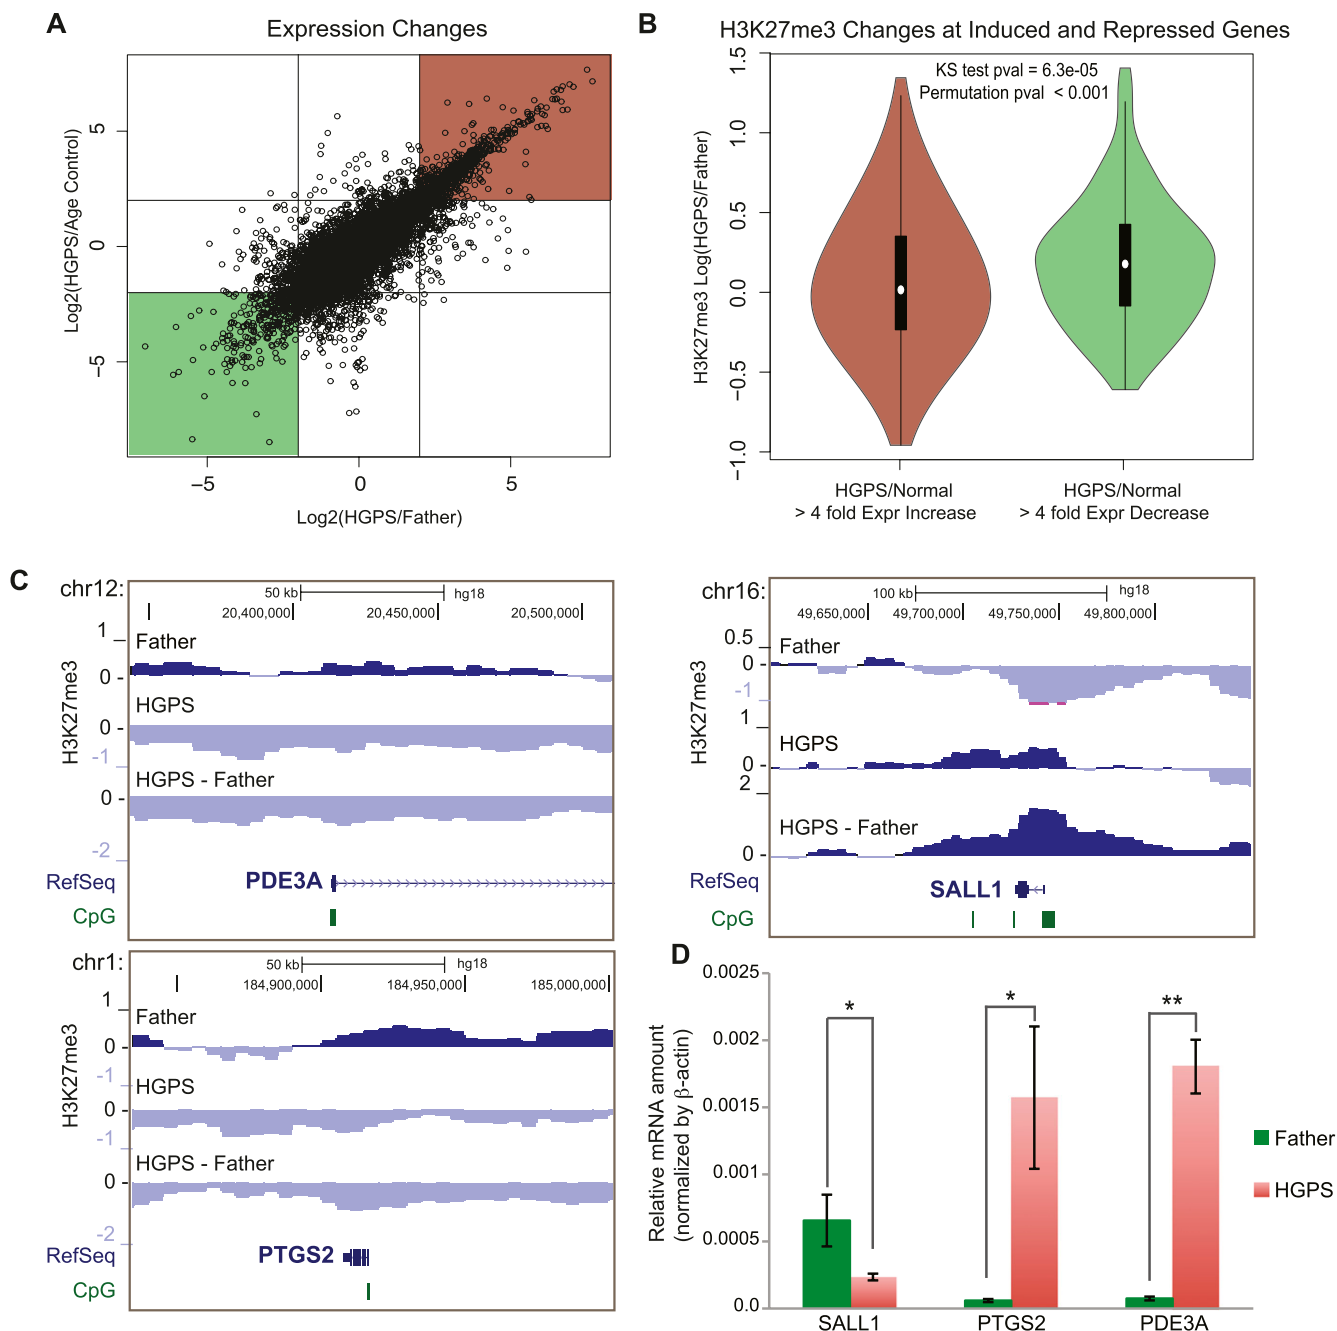 A
Expression Changes
Log2(HGPS/Age Control)
5
0
−5
−5
0
5
Log2(HGPS/Father)
B
H3K27me3 Changes at Induced and Repressed Genes
KS test pval = 6.3e-05
Permutation pval < 0.001
H3K27me3 Log(HGPS/Father)
1.5
1.0
0.5
0.0
−0.5
−1.0
HGPS/Normal
> 4 fold Expr Increase
HGPS/Normal
> 4 fold Expr Decrease
C
chr12:
50 kb
hg18
20,400,000
20,450,000
20,500,000
H3K27me3
1
Father
0
HGPS
0
-1
HGPS - Father
0
-2
RefSeq
PDE3A
CpG
chr16:
100 kb
hg18
49,650,000
49,700,000
49,750,000
49,800,000
H3K27me3
0.5
Father
0
-1
1
HGPS
0
2
HGPS - Father
0
RefSeq
SALL1
CpG
chr1:
50 kb
hg18
184,900,000
184,950,000
185,000,000
H3K27me3
1
Father
0
-1
HGPS
0
-1
HGPS - Father
0
-2
RefSeq
PTGS2
CpG
D
Relative mRNA amount
(normalized by β-actin)
0.0025
0.002
0.0015
0.001
0.0005
0.0
*
*
**
SALL1
PTGS2
PDE3A
Father
HGPS